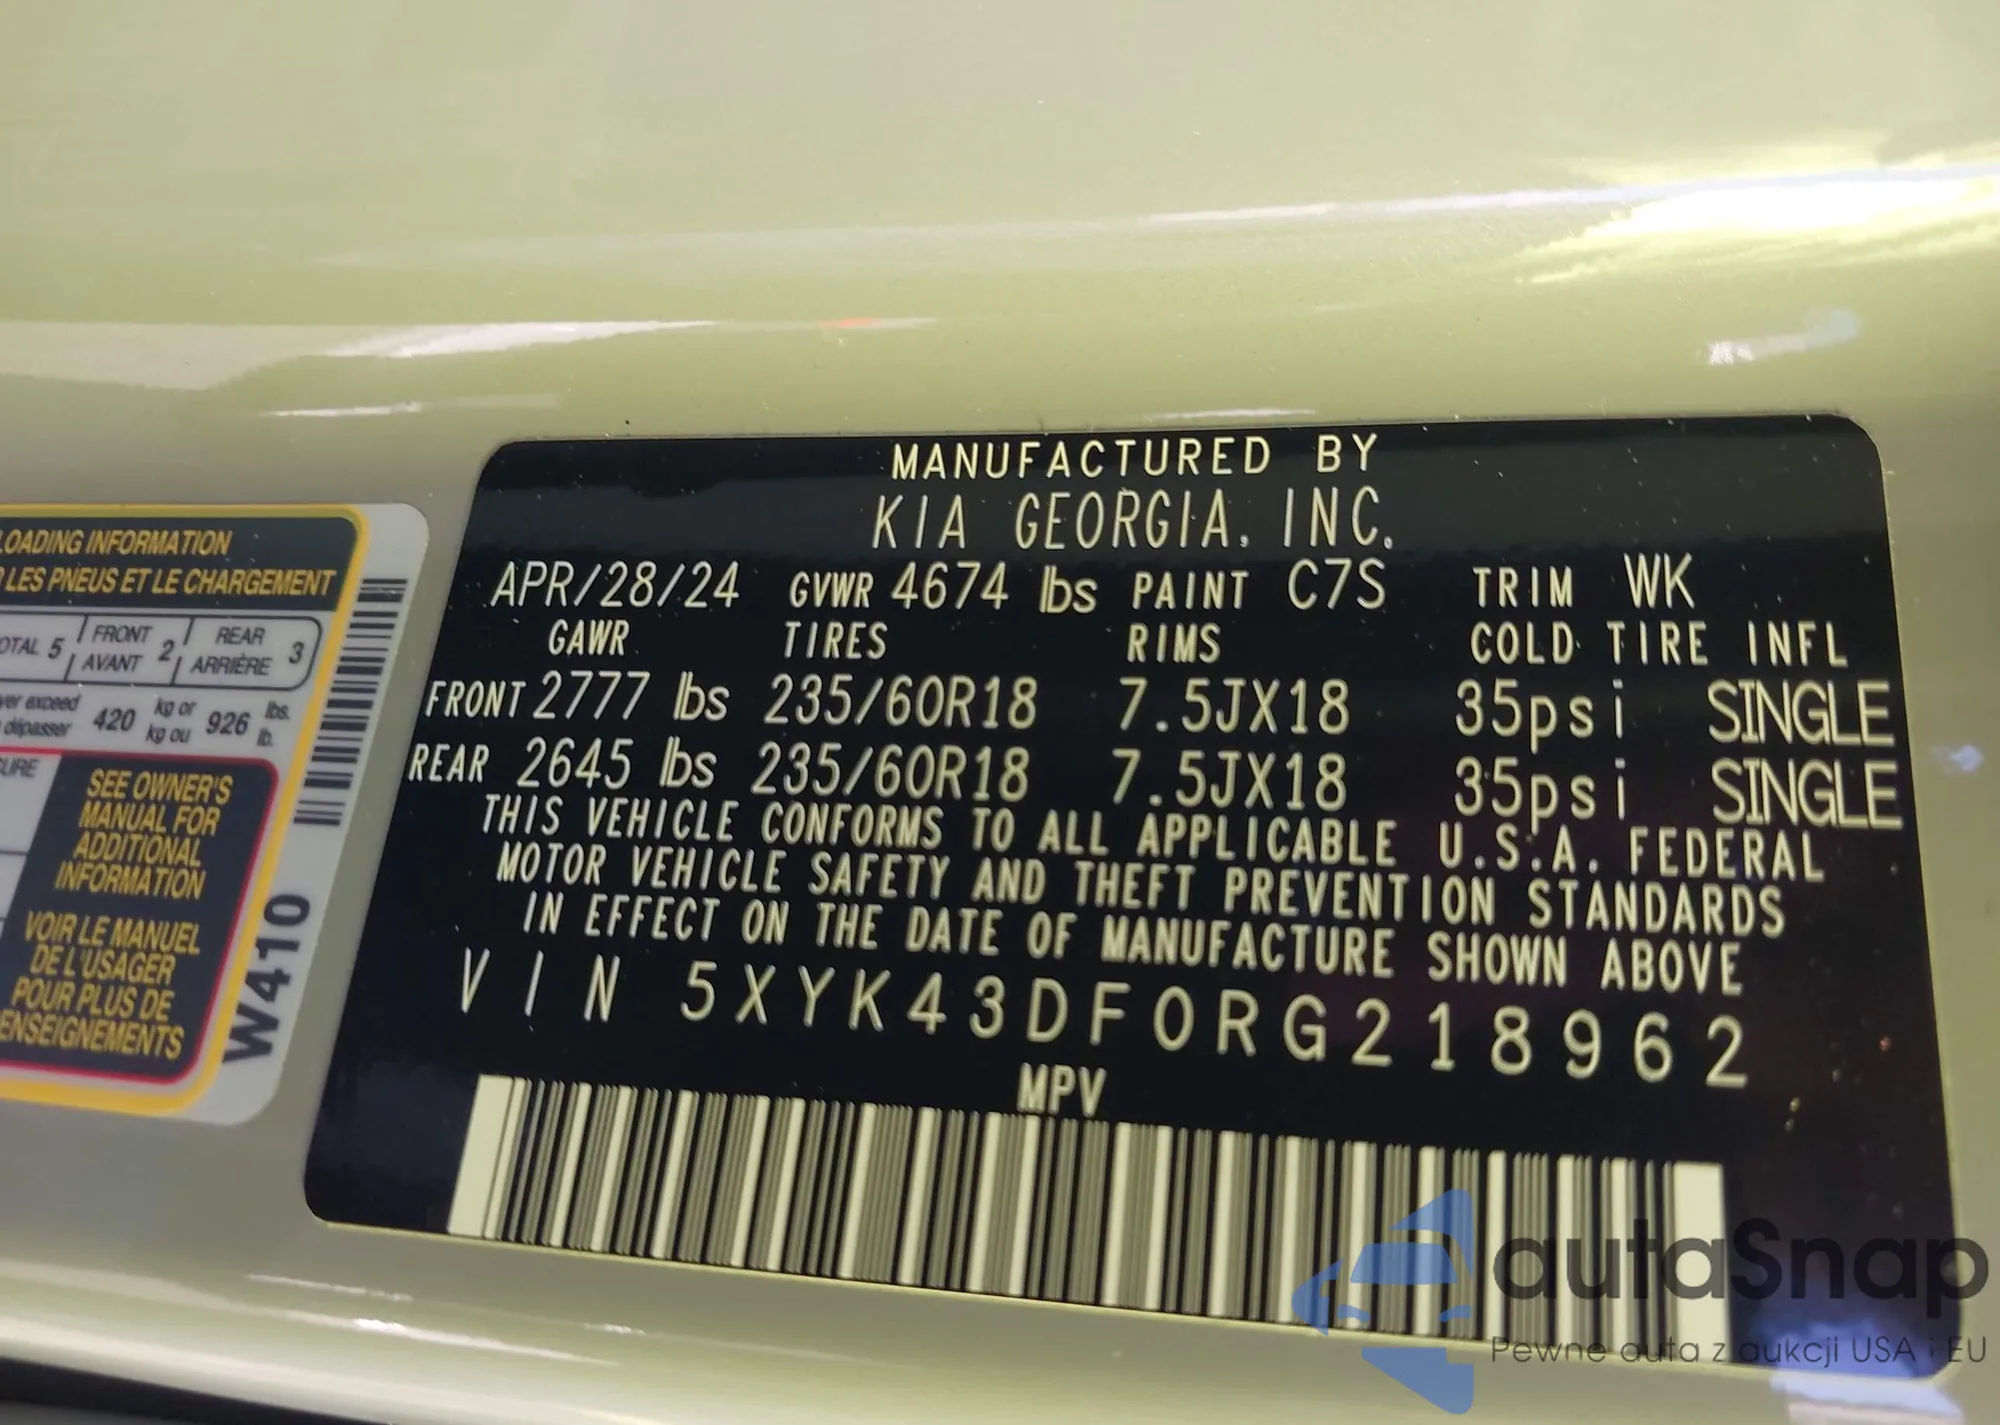 MANUFACTURED BY
KIA GEORGIA, INC.
APR/28/24 GVWR 4674 lbs PAINT C7S TRIM WK
GAWR TIRES RIMS COLD TIRE INFL
FRONT 2777 lbs 235/60R18 7.5JX18 35psi SINGLE
REAR 2645 lbs 235/60R18 7.5JX18 35psi SINGLE
THIS VEHICLE CONFORMS TO ALL APPLICABLE U.S.A. FEDERAL
MOTOR VEHICLE SAFETY AND THEFT PREVENTION STANDARDS
IN EFFECT ON THE DATE OF MANUFACTURE SHOWN ABOVE
VIN 5XYK43DF0RG218962
MPV
LOADING INFORMATION
LES PNEUS ET LE CHARGEMENT
5 FRONT 2 REAR 3
AVANT ARRIÈRE
exceed 420 kg or 926 lbs.
dépasser kg ou lb.
SEE OWNER'S
MANUAL FOR
ADDITIONAL
INFORMATION
VOIR LE MANUEL
DE L'USAGER
POUR PLUS DE
ENSEIGNEMENTS
W410
autaSnap
Pewne auta z aukcji USA i EU